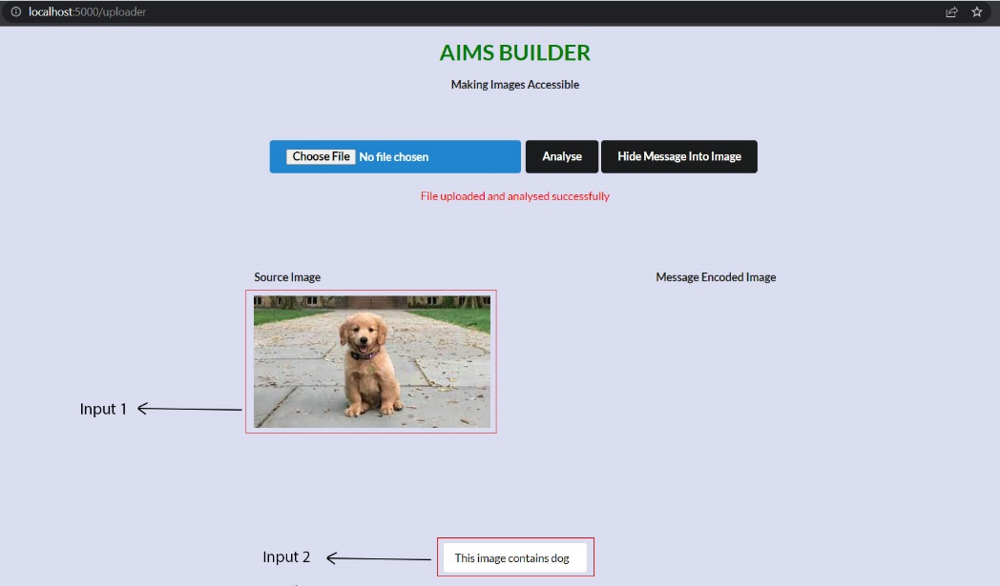 localhost:5000/uploader
AIMS BUILDER
Making Images Accessible
Choose File No file chosen Analyse Hide Message Into Image
File uploaded and analysed successfully
Source Image Message Encoded Image
Input 1
Input 2 This image contains dog